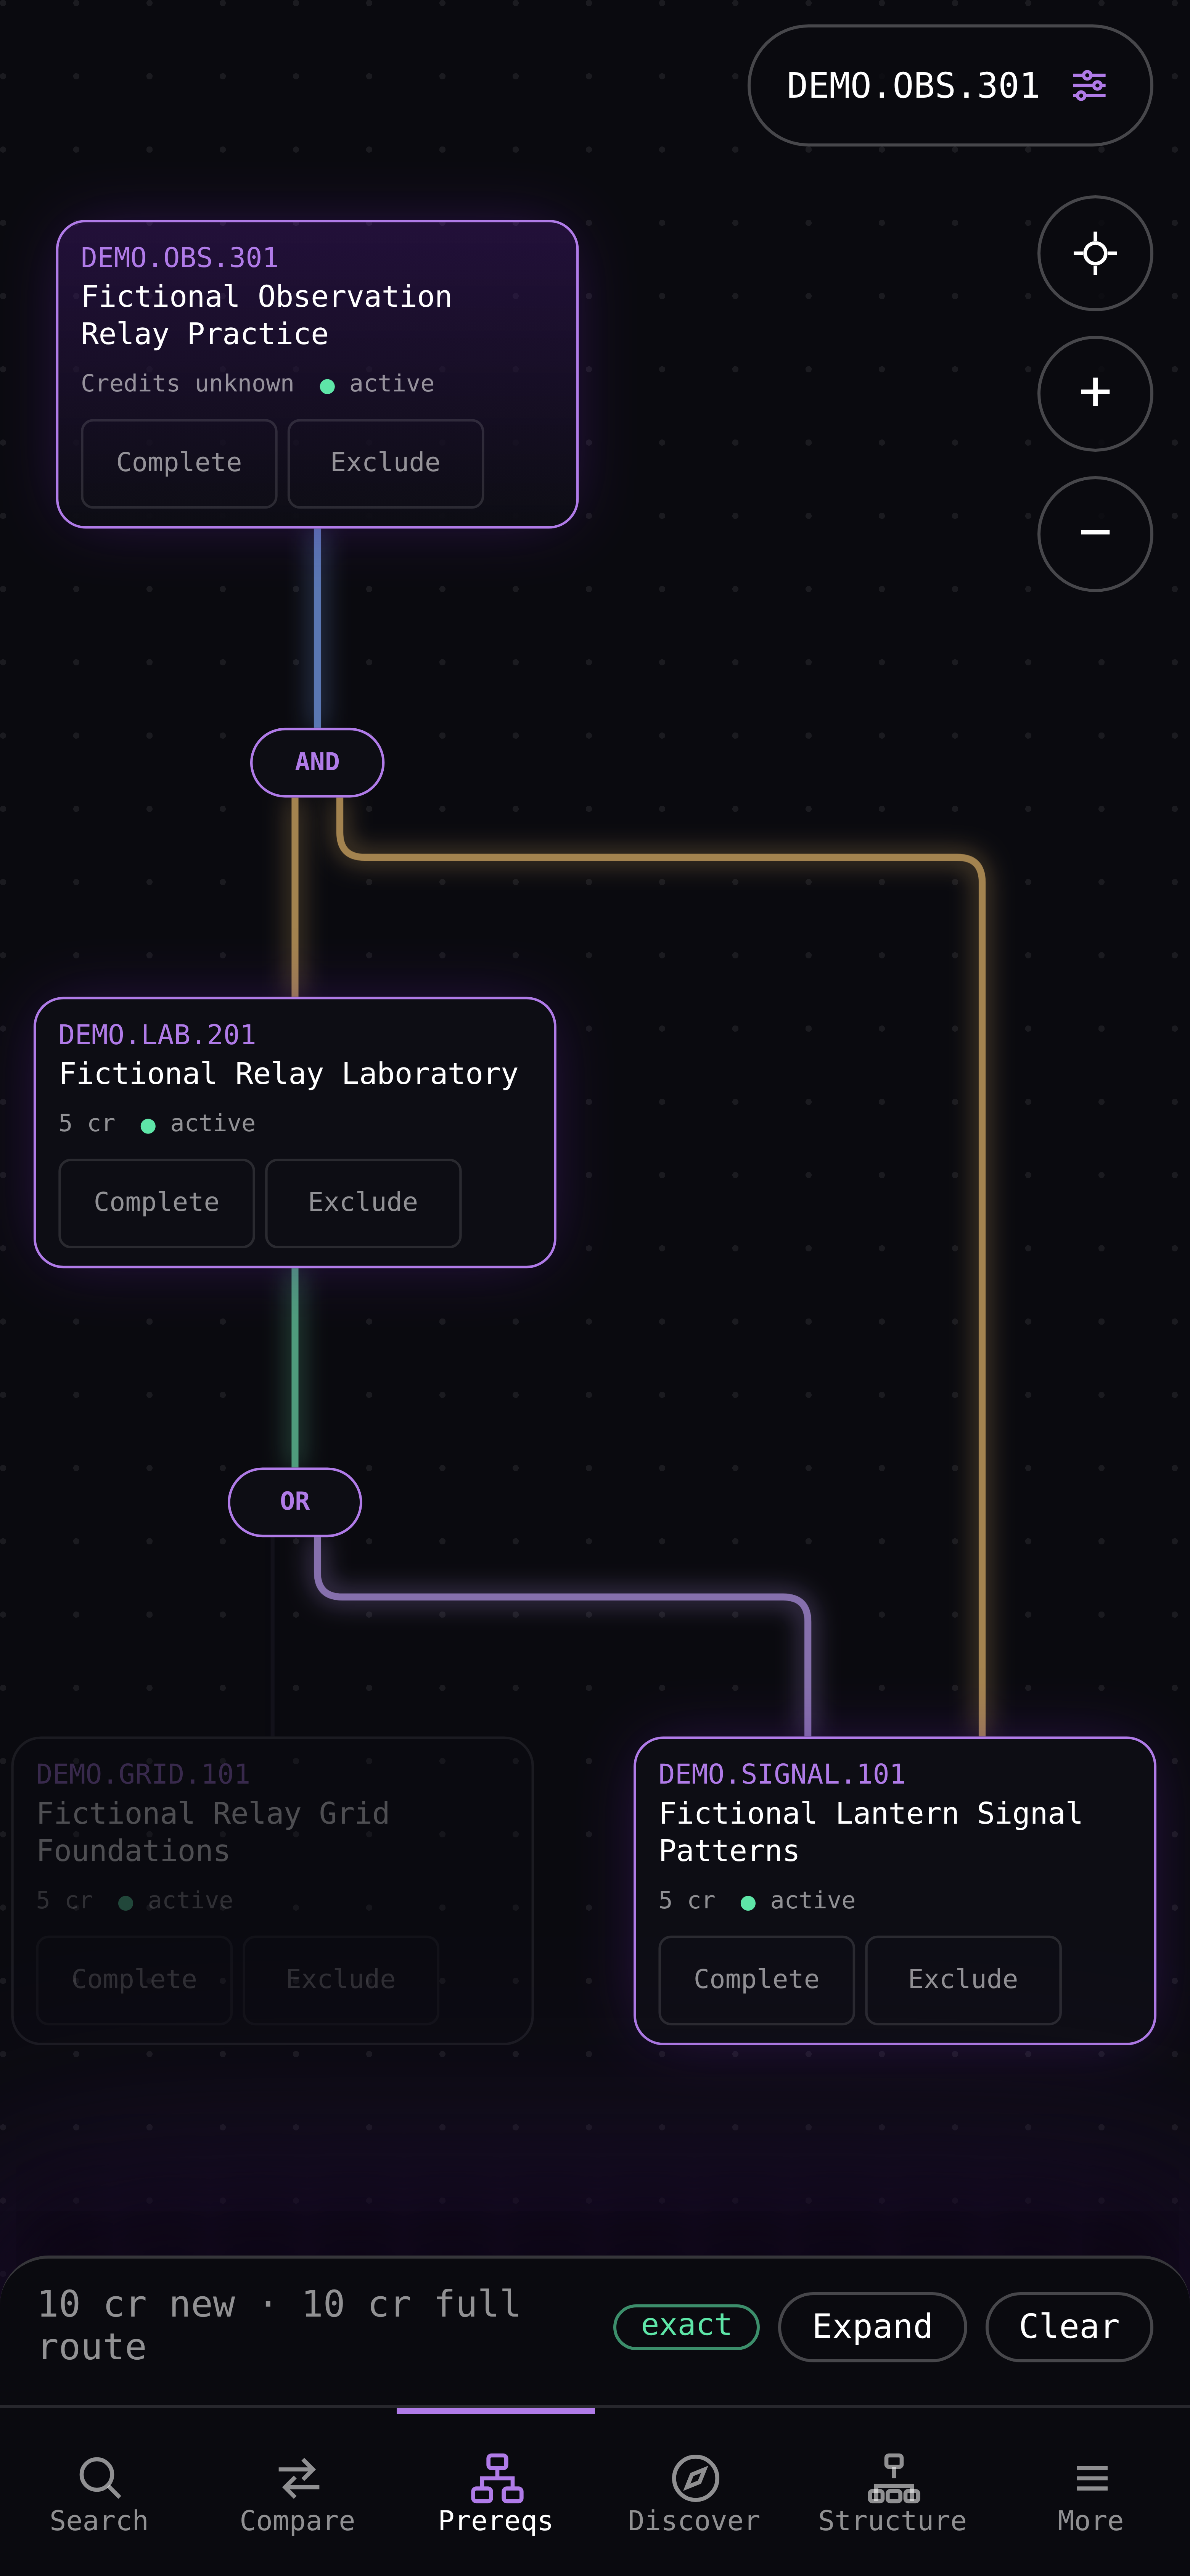 DEMO.OBS.301
DEMO.OBS.301
Fictional Observation
Relay Practice
Credits unknown ● active
Complete Exclude
+
−
AND
DEMO.LAB.201
Fictional Relay Laboratory
5 cr ● active
Complete Exclude
OR
DEMO.GRID.101
Fictional Relay Grid
Foundations
5 cr ● active
Complete Exclude
DEMO.SIGNAL.101
Fictional Lantern Signal
Patterns
5 cr ● active
Complete Exclude
10 cr new · 10 cr full
route
exact Expand Clear
Search Compare Prereqs Discover Structure More